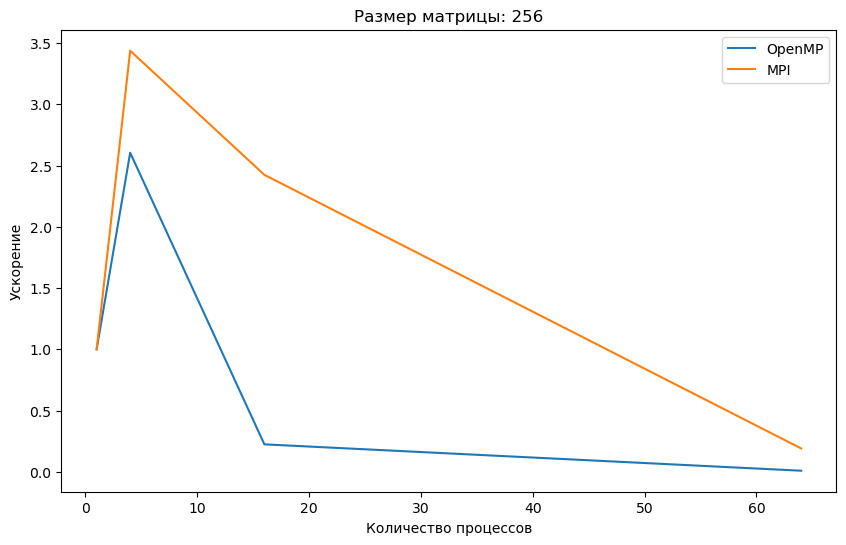 Размер матрицы: 256
OpenMP
MPI
Ускорение
3.5
3.0
2.5
2.0
1.5
1.0
0.5
0.0
0 10 20 30 40 50 60
Количество процессов